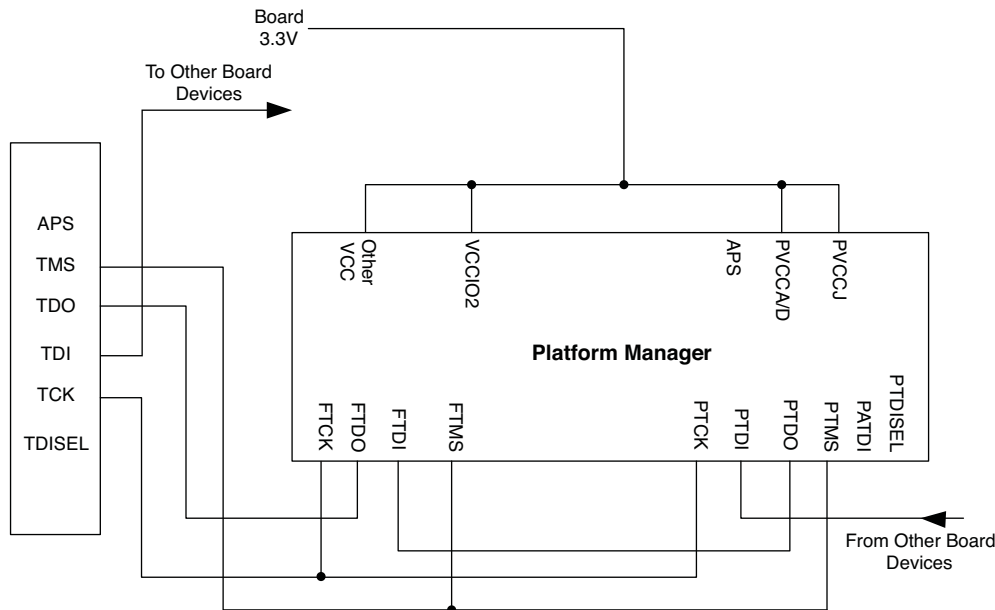 Board
3.3V
To Other Board
Devices
APS
TMS
TDO
TDI
TCK
TDISEL
Other
VCC
VCCIO2
APS
PVCCA/D
PVCCJ
Platform Manager
FTCK
FTDO
FTDI
FTMS
PTCK
PTDI
PTDO
PTMS
PATDI
PTDISEL
From Other Board
Devices